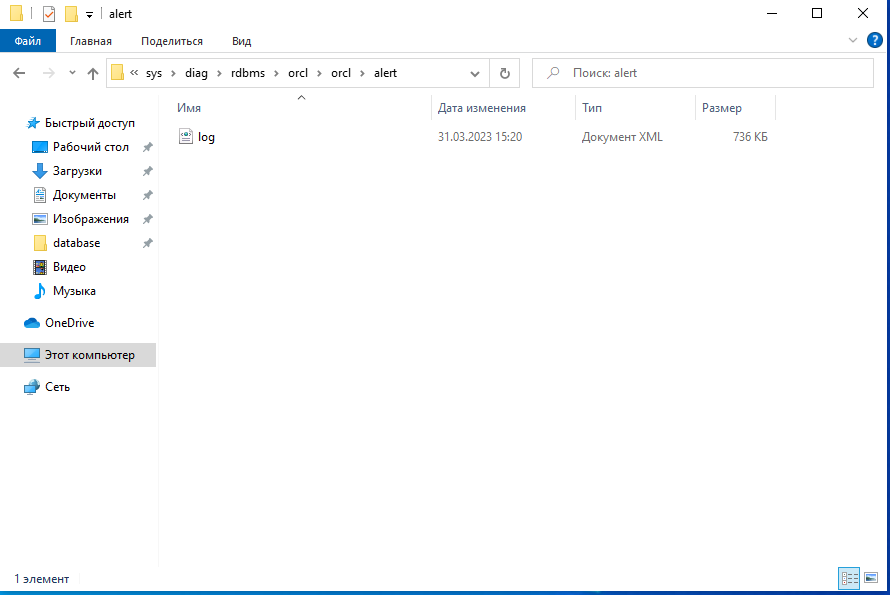 alert
Файл Главная Поделиться Вид
« sys › diag › rdbms › orcl › orcl › alert Поиск: alert
Имя Дата изменения Тип Размер
log 31.03.2023 15:20 Документ XML 736 КБ
Быстрый доступ
Рабочий стол
Загрузки
Документы
Изображения
database
Видео
Музыка
OneDrive
Этот компьютер
Сеть
1 элемент